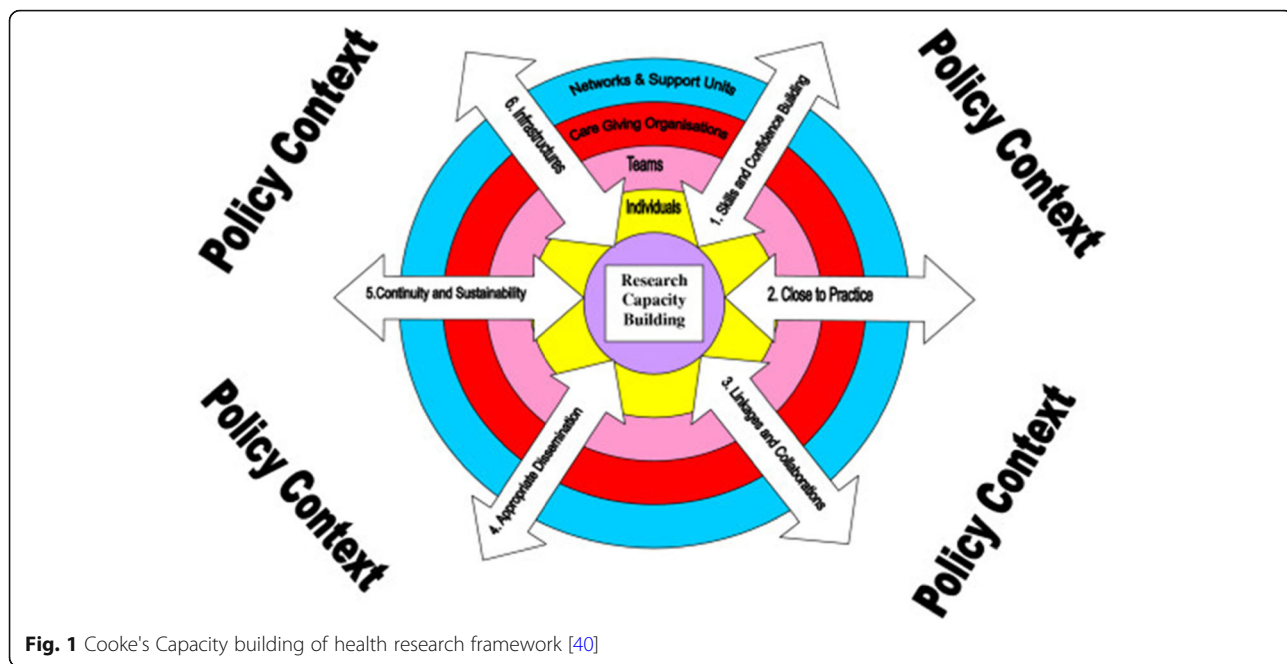 Policy Context
Policy Context
Networks & Support Units
Care Giving Organisations
Teams
Individuals
6. Infrastructures
1. Skills and Confidence Building
Research
Capacity
Building
5.Continuity and Sustainability
2. Close to Practice
4. Appropriate Dissemination
3. Linkages and Collaborations
Policy Context
Policy Context
Fig. 1 Cooke's Capacity building of health research framework [40]